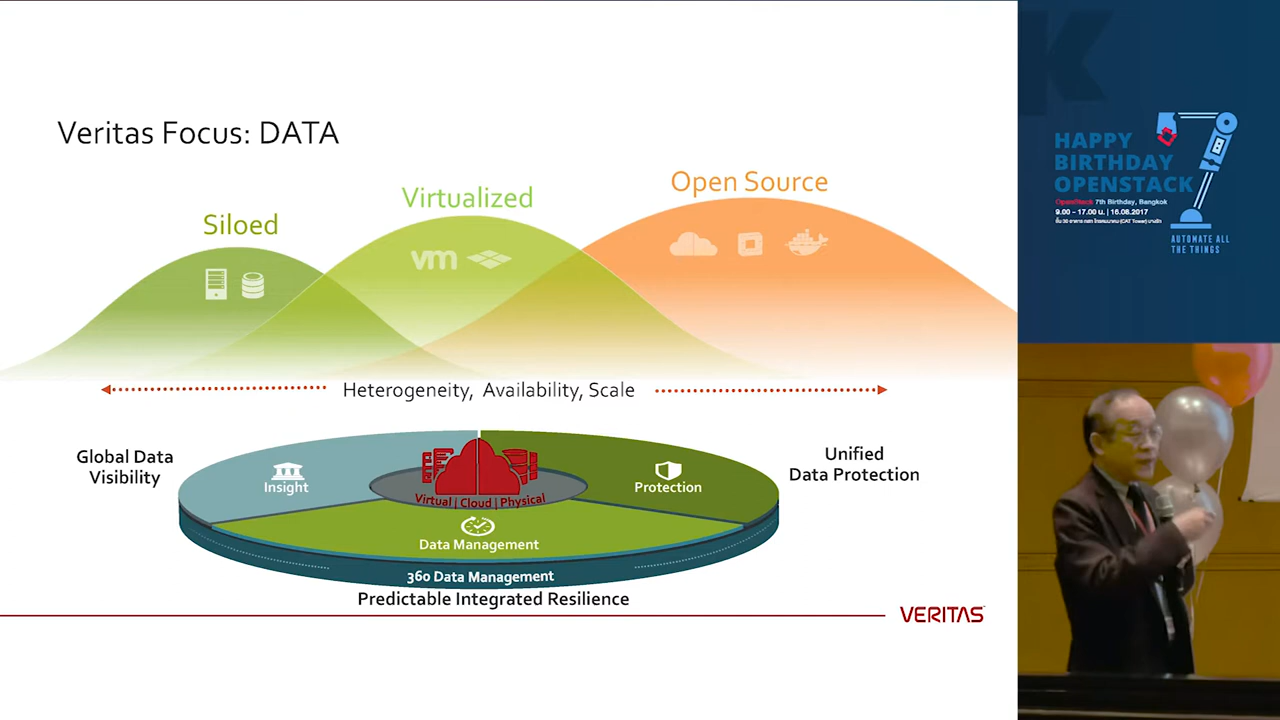 Veritas Focus: DATA
Siloed
Virtualized
Open Source
vm
Heterogeneity, Availability, Scale
Global Data
Visibility
Insight
Virtual | Cloud | Physical
Protection
Unified
Data Protection
Data Management
360 Data Management
Predictable Integrated Resilience
VERITAS
HAPPY
BIRTHDAY
OPENSTACK
OpenStack 7th Birthday, Bangkok
9.00 - 17.00 น. | 16.08.2017
AUTOMATE ALL
THE THINGS